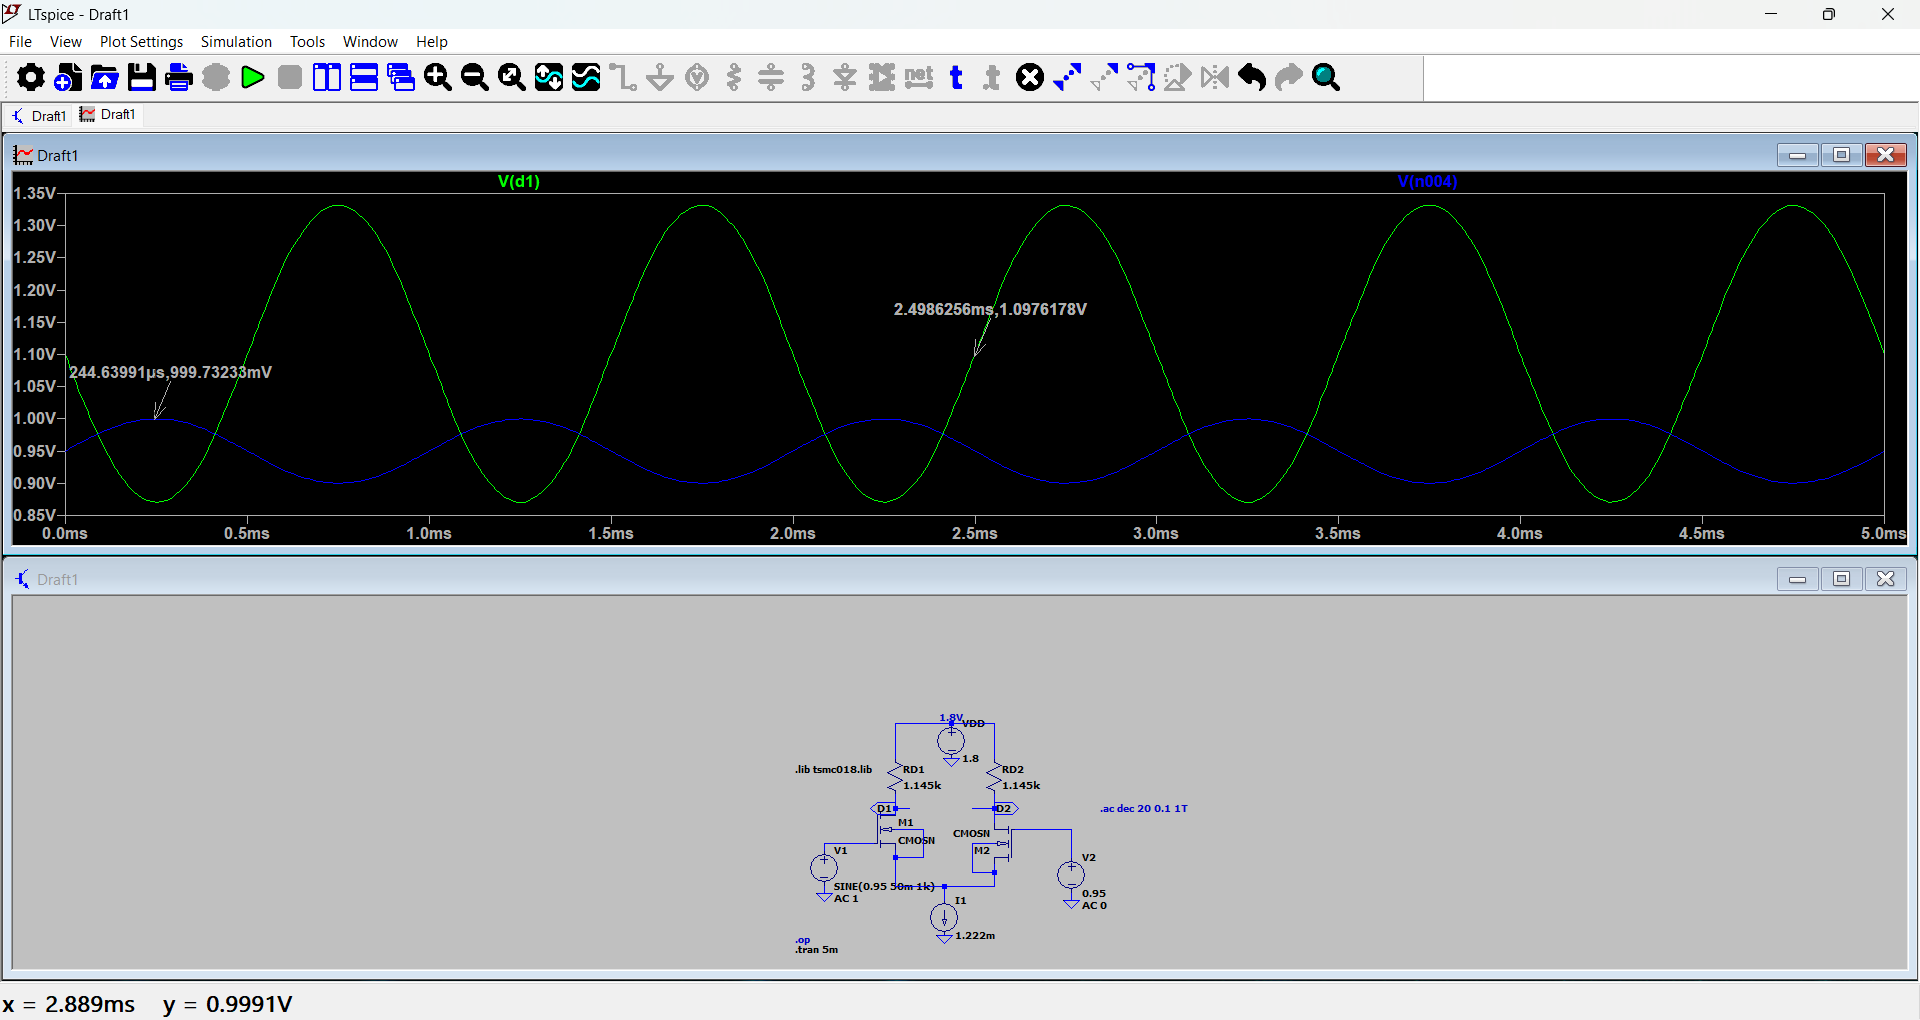 LTspice - Draft1
File View Plot Settings Simulation Tools Window Help
net t .t
Draft1 Draft1
Draft1
V(d1) V(n004)
1.35V
1.30V
1.25V
1.20V
1.15V
1.10V
1.05V
1.00V
0.95V
0.90V
0.85V
2.4986256ms,1.0976178V
244.63991µs,999.73233mV
0.0ms 0.5ms 1.0ms 1.5ms 2.0ms 2.5ms 3.0ms 3.5ms 4.0ms 4.5ms 5.0ms
Draft1
1.8V
VDD
1.8
.lib tsmc018.lib
RD1
1.145k
RD2
1.145k
D1
D2
.ac dec 20 0.1 1T
M1
CMOSN
CMOSN
M2
V1
SINE(0.95 50m 1k)
AC 1
V2
0.95
AC 0
I1
1.222m
.op
.tran 5m
x = 2.889ms y = 0.9991V